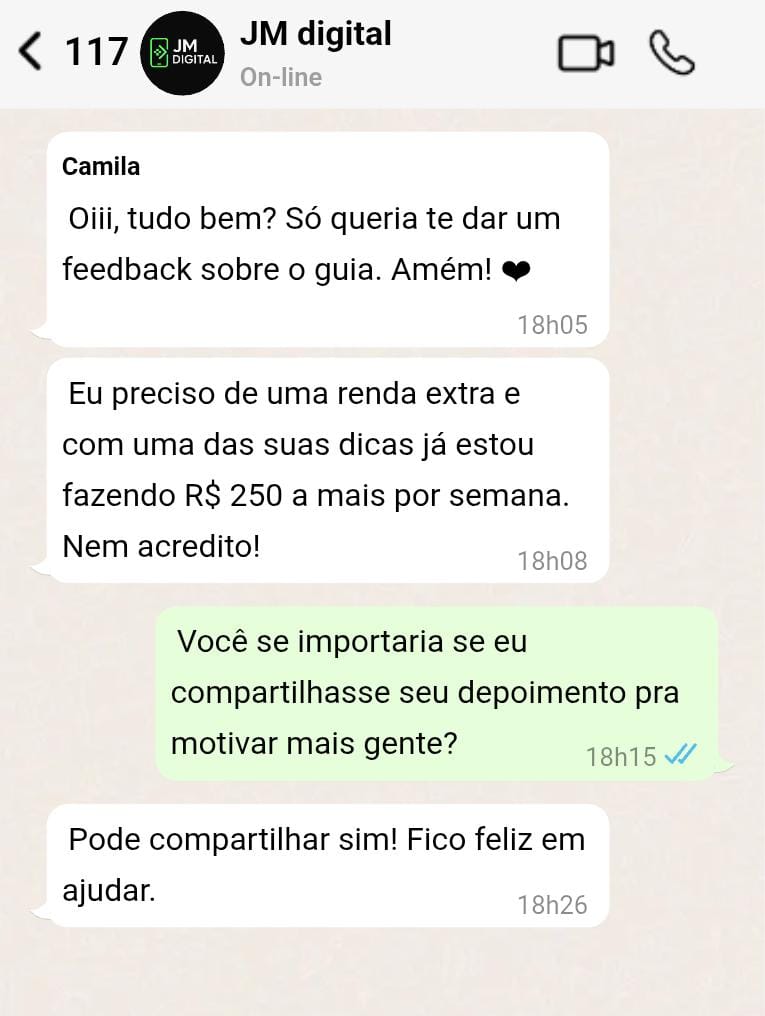 117
JM
DIGITAL
JM digital
On-line
Camila
Oiii, tudo bem? Só queria te dar um
feedback sobre o guia. Amém! ❤
18h05
Eu preciso de uma renda extra e
com uma das suas dicas já estou
fazendo R$ 250 a mais por semana.
Nem acredito!
18h08
Você se importaria se eu
compartilhasse seu depoimento pra
motivar mais gente?
18h15
Pode compartilhar sim! Fico feliz em
ajudar.
18h26